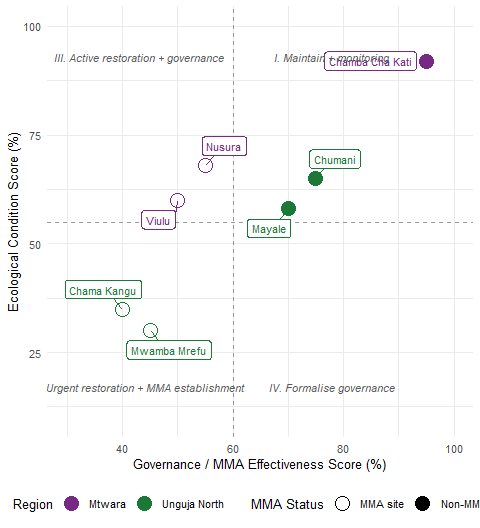 100
III. Active restoration + governance
I. Maintain + monitoring
Chamba Cha Kati
75
Nusura
Chumani
Viulu
Mayale
50
Chama Kangu
Mwamba Mrefu
25
Urgent restoration + MMA establishment
IV. Formalise governance
40
60
80
100
Ecological Condition Score (%)
Governance / MMA Effectiveness Score (%)
Region Mtwara Unguja North MMA Status MMA site Non-MM